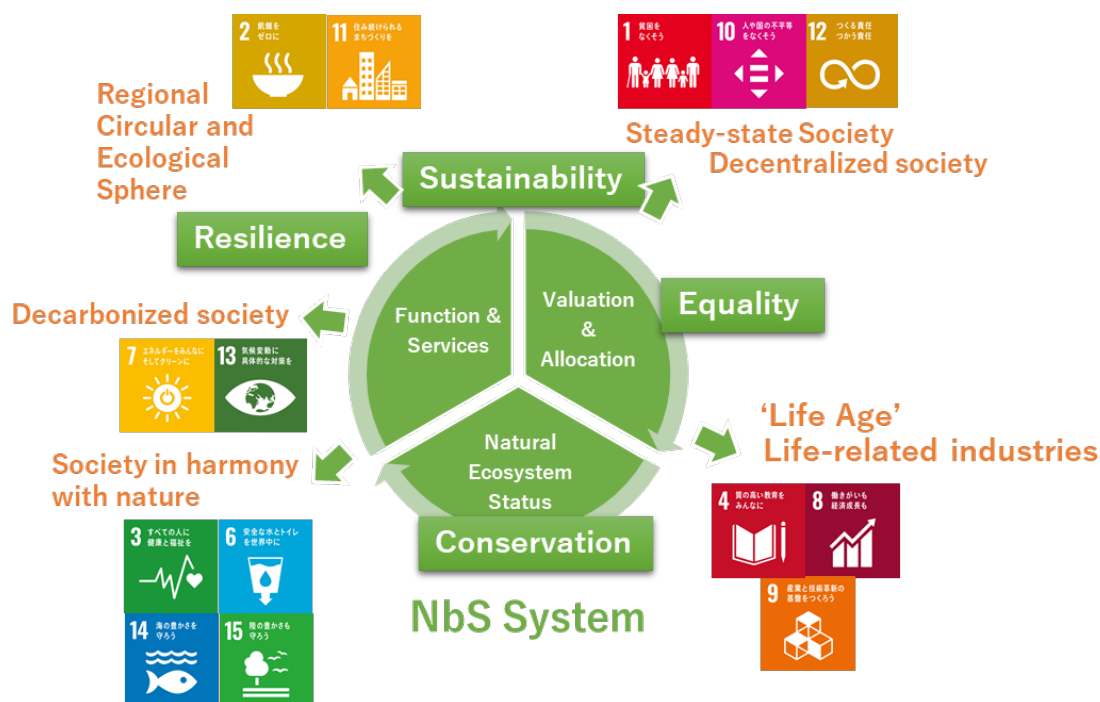 2 飢餓を
ゼロに
11 住み続けられる
まちづくりを
1 貧困を
なくそう
10 人や国の不平等
をなくそう
12 つくる責任
つかう責任
Regional
Circular and
Ecological
Sphere
Steady-state Society
Decentralized society
Sustainability
Resilience
Equality
Function &
Services
Valuation
&
Allocation
Decarbonized society
7 エネルギーをみんなに
そしてクリーンに
13 気候変動に
具体的な対策を
‘Life Age’
Life-related industries
Natural
Ecosystem
Status
Society in harmony
with nature
Conservation
NbS System
3 すべての人に
健康と福祉を
6 安全な水とトイレ
を世界中に
14 海の豊かさを
守ろう
15 陸の豊かさも
守ろう
4 質の高い教育を
みんなに
8 働きがいも
経済成長も
9 産業と技術革新の
基盤をつくろう